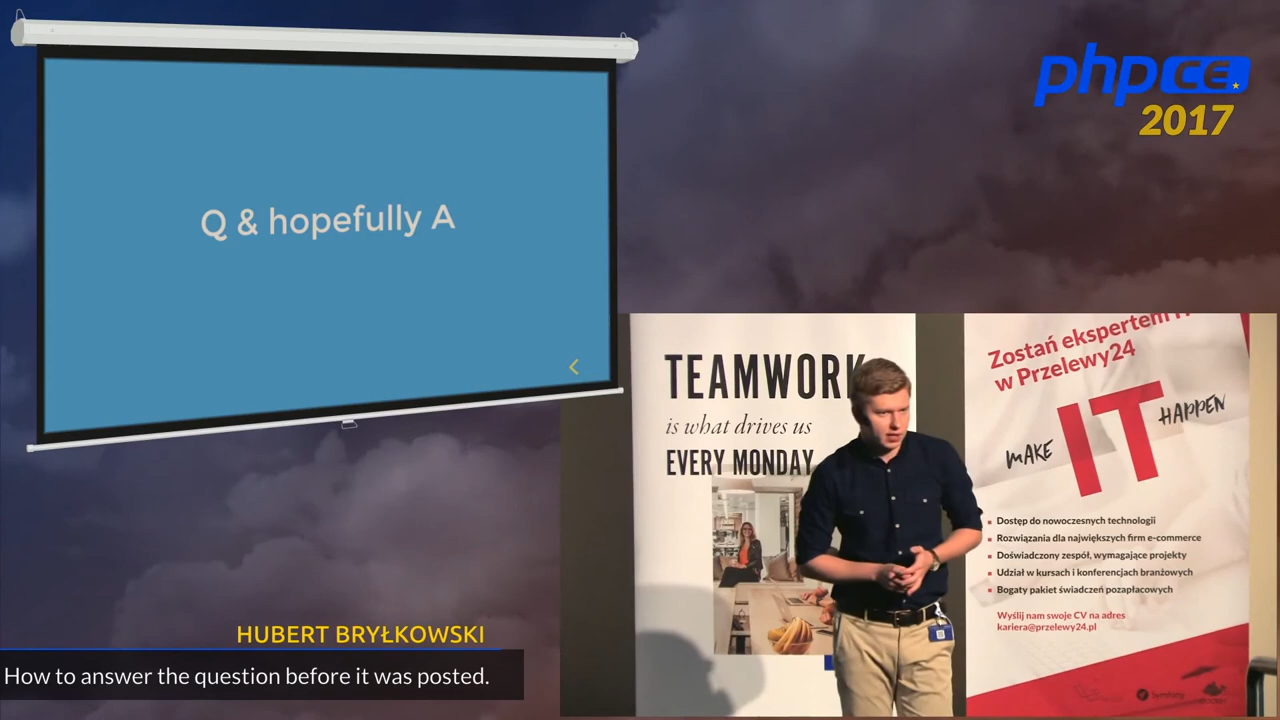 Q & hopefully A
phpCE
2017
TEAMWORK
is what drives us
EVERY MONDAY
Zostań ekspertem
w Przelewy24
MAKE IT HAPPEN
Dostęp do nowoczesnych technologii
Rozwiązania dla największych firm e-commerce
Doświadczony zespół, wymagające projekty
Udział w kursach i konferencjach branżowych
Bogaty pakiet świadczeń pozapłacowych
Wyślij nam swoje CV na adres
kariera@przelewy24.pl
Symfony
HUBERT BRYŁKOWSKI
How to answer the question before it was posted.